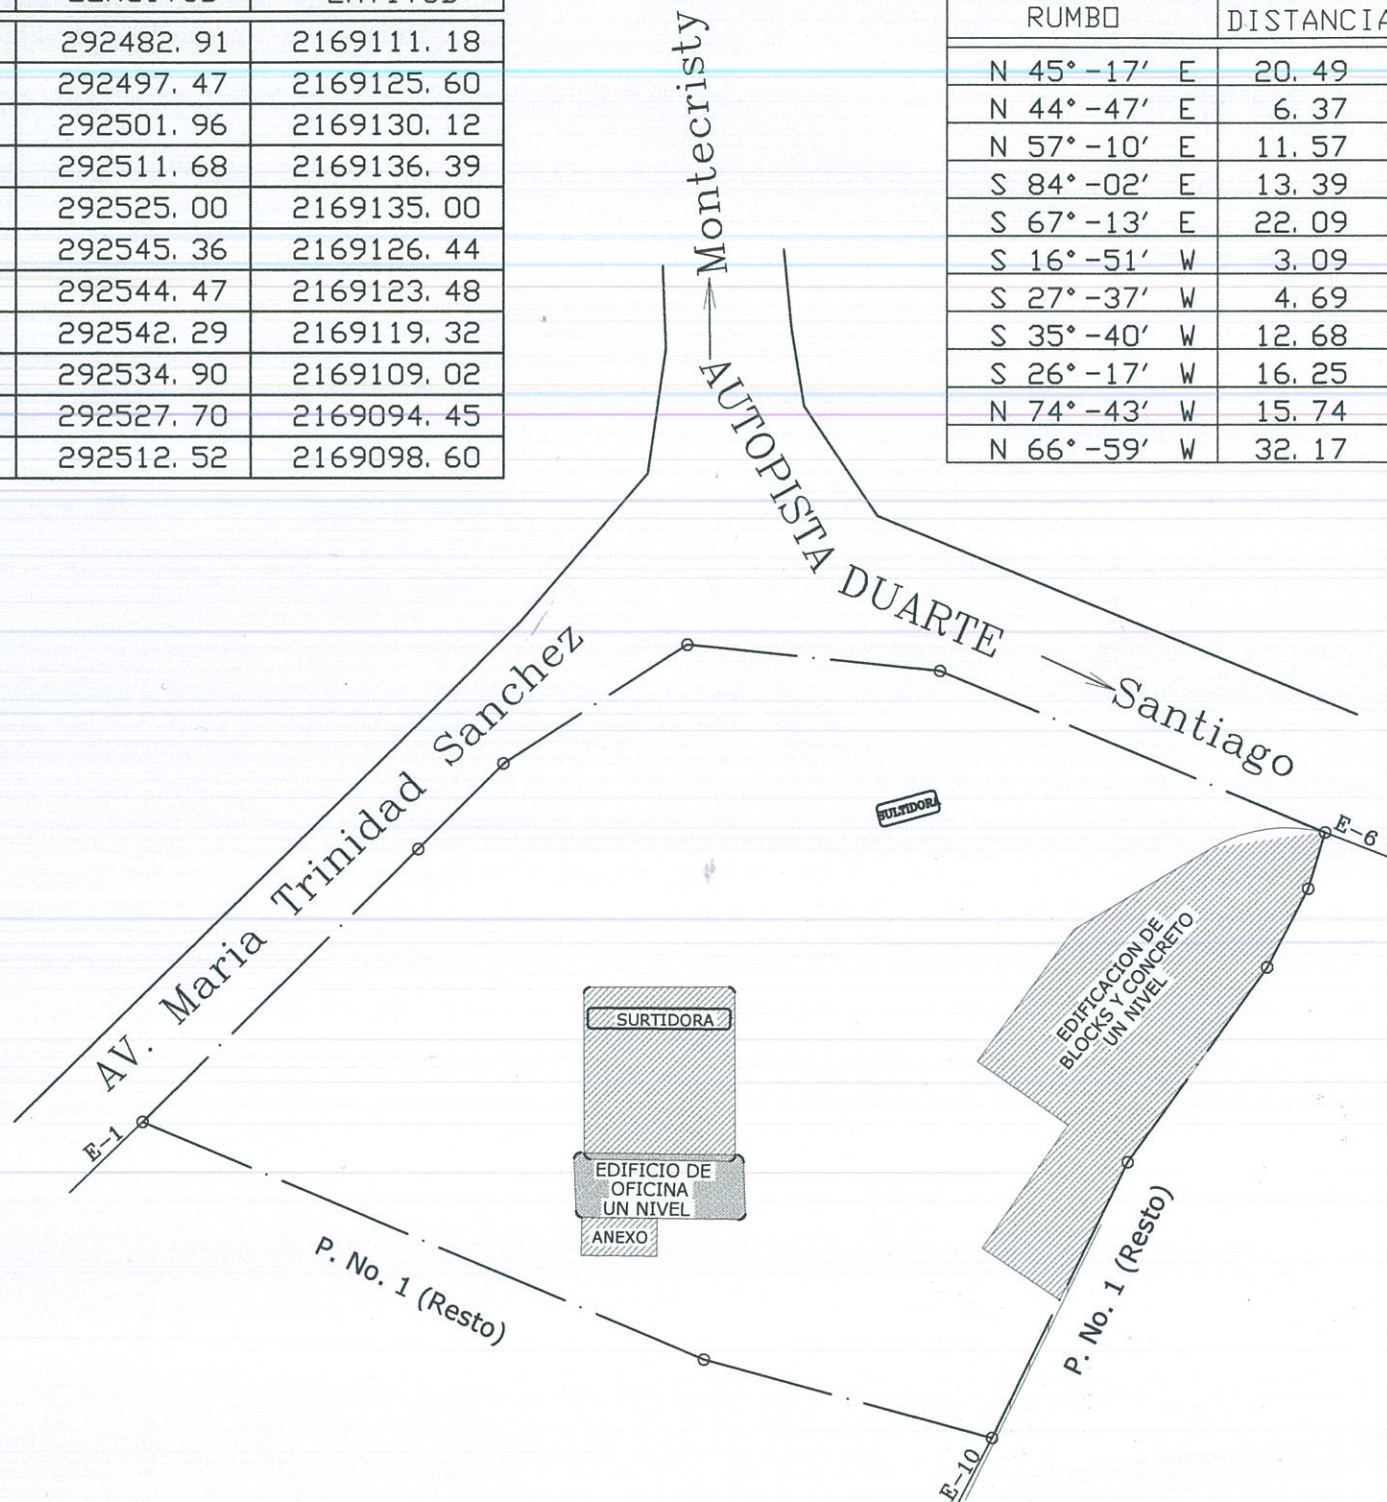 292482.91 2169111.18
292497.47 2169125.60
292501.96 2169130.12
292511.68 2169136.39
292525.00 2169135.00
292545.36 2169126.44
292544.47 2169123.48
292542.29 2169119.32
292534.90 2169109.02
292527.70 2169094.45
292512.52 2169098.60
RUMBO DISTANCIA
N 45°-17' E 20.49
N 44°-47' E 6.37
N 57°-10' E 11.57
S 84°-02' E 13.39
S 67°-13' E 22.09
S 16°-51' W 3.09
S 27°-37' W 4.69
S 35°-40' W 12.68
S 26°-17' W 16.25
N 74°-43' W 15.74
N 66°-59' W 32.17
Montecristy
AUTOPISTA DUARTE
Santiago
AV. Maria Trinidad Sanchez
SULTIDORA
E-6
EDIFICACION DE
BLOCKS Y CONCRETO
UN NIVEL
SURTIDORA
E-1
EDIFICIO DE
OFICINA
UN NIVEL
ANEXO
P. No. 1 (Resto)
P. No. 1 (Resto)
E-10